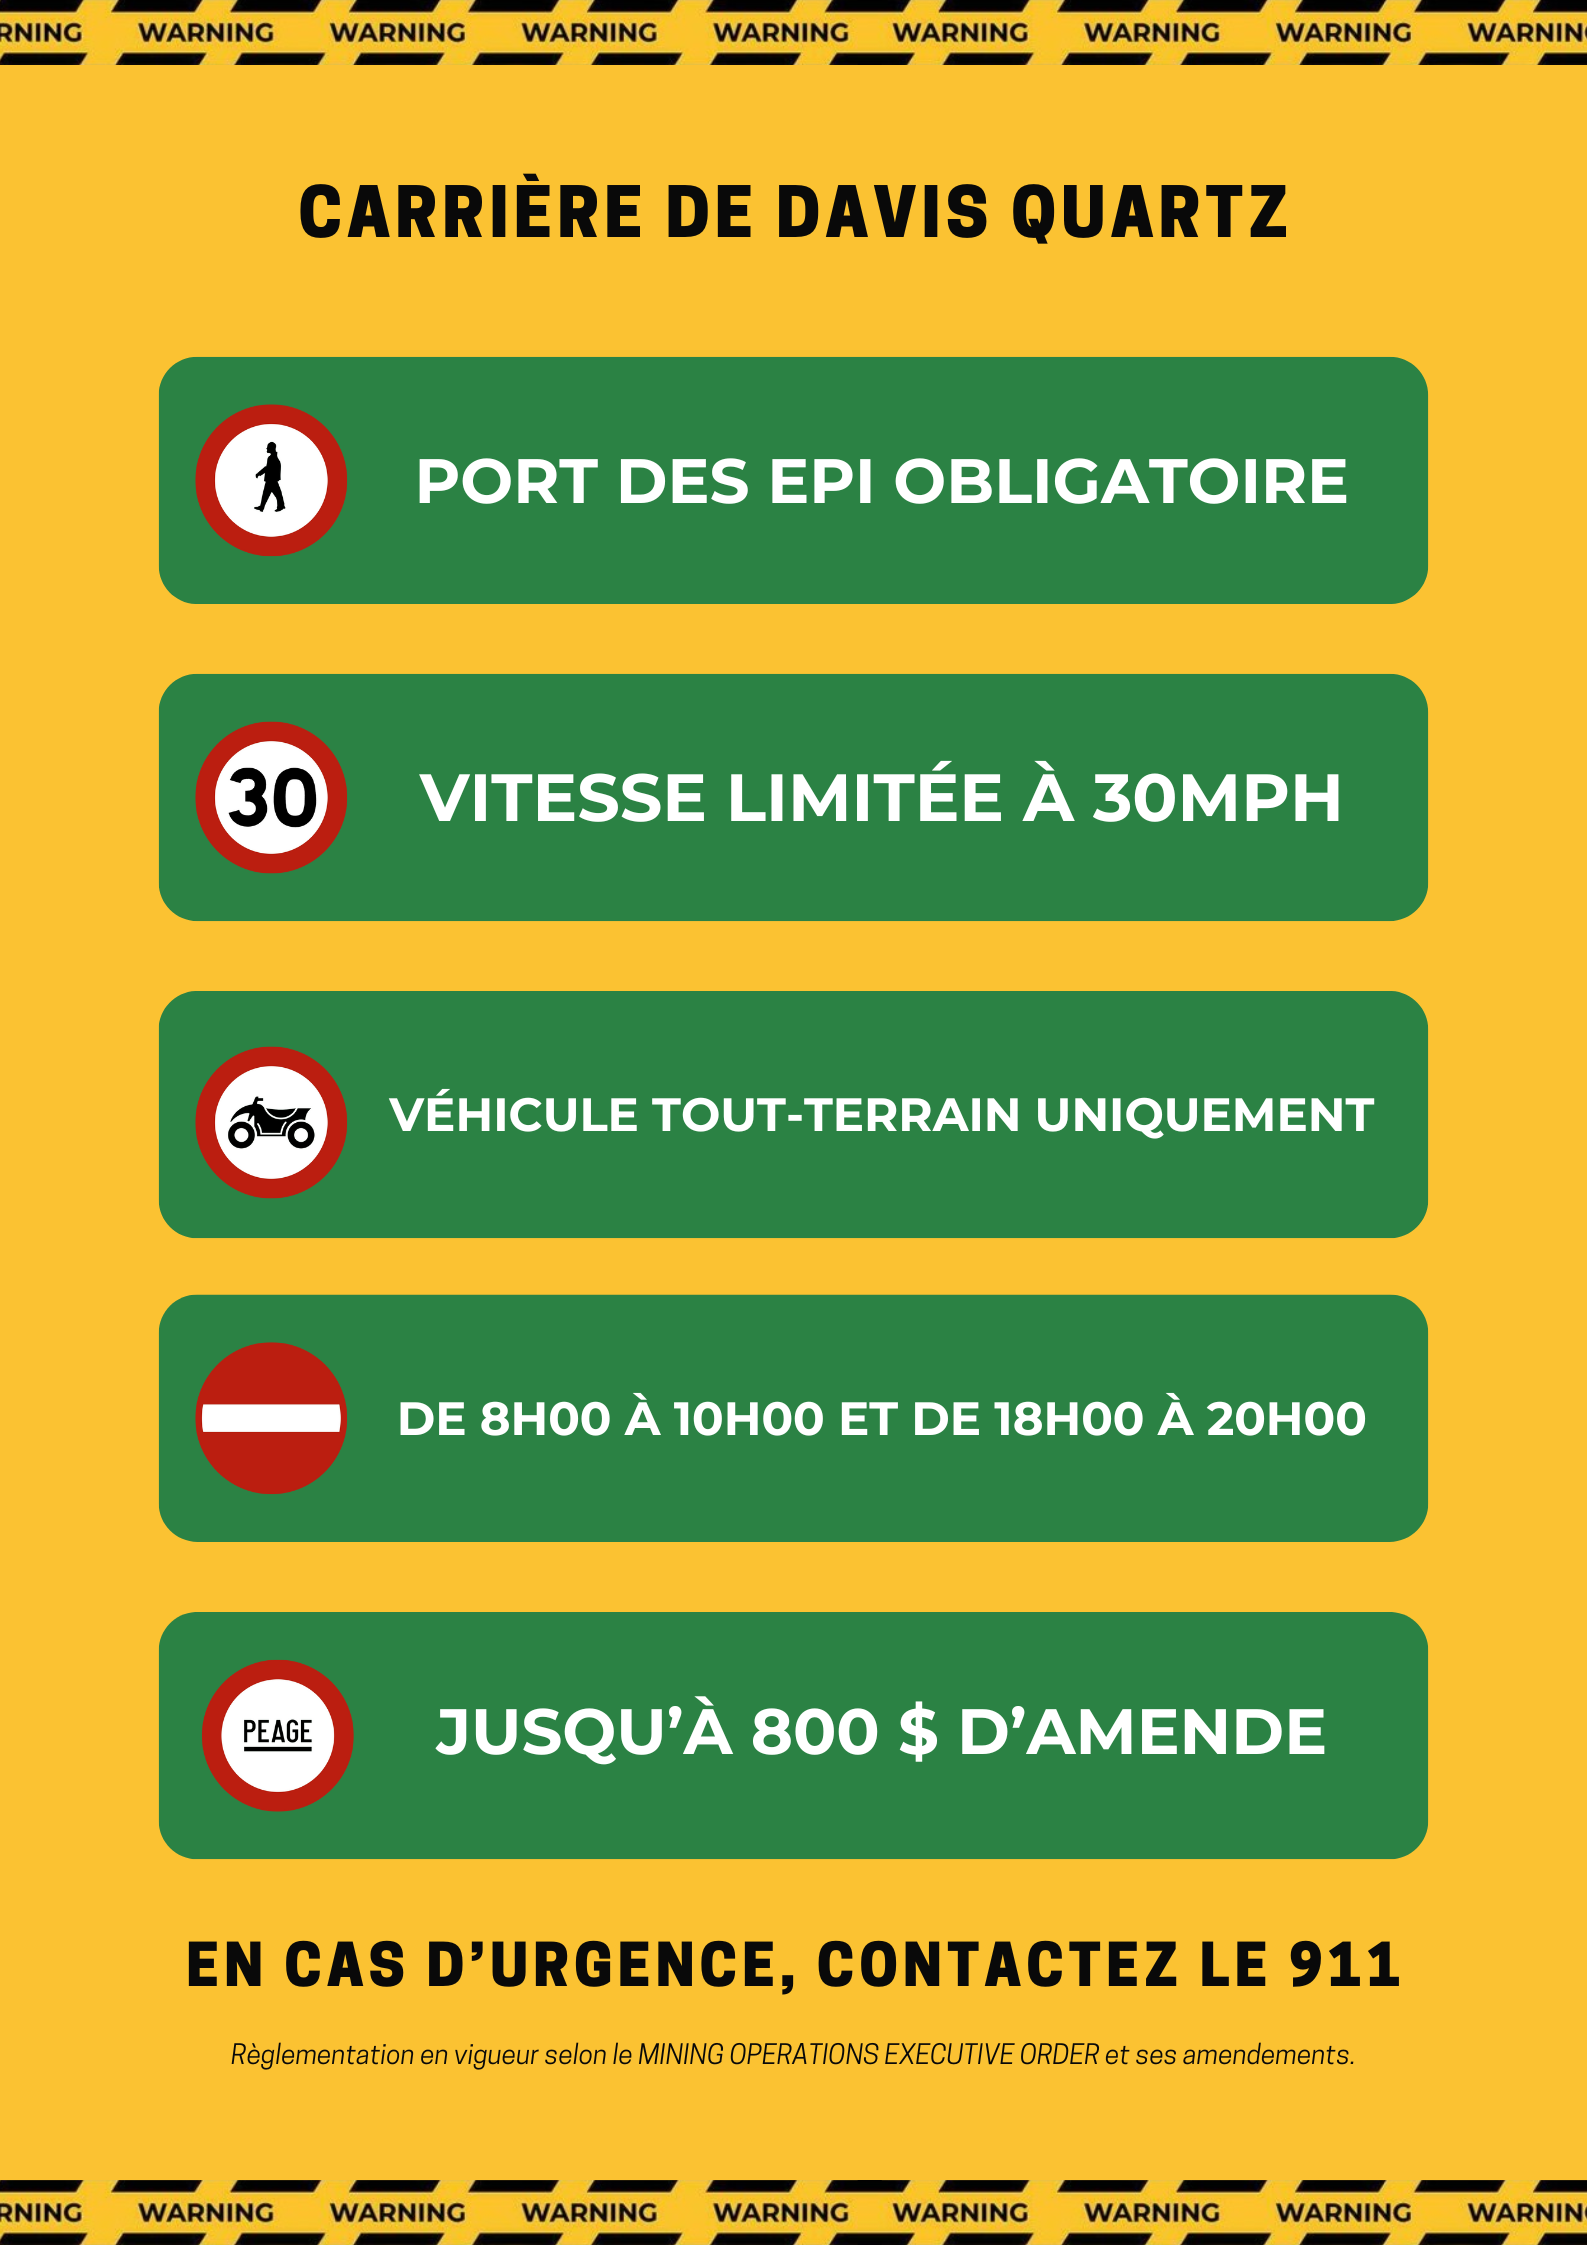 RNING WARNING WARNING WARNING WARNING WARNING WARNING WARNING WARNIN
CARRIÈRE DE DAVIS QUARTZ
PORT DES EPI OBLIGATOIRE
30 VITESSE LIMITÉE À 30MPH
VÉHICULE TOUT-TERRAIN UNIQUEMENT
DE 8H00 À 10H00 ET DE 18H00 À 20H00
PEAGE JUSQU’À 800 $ D’AMENDE
EN CAS D’URGENCE, CONTACTEZ LE 911
Règlementation en vigueur selon le MINING OPERATIONS EXECUTIVE ORDER et ses amendements.
RNING WARNING WARNING WARNING WARNING WARNING WARNING WARNING WARNIN